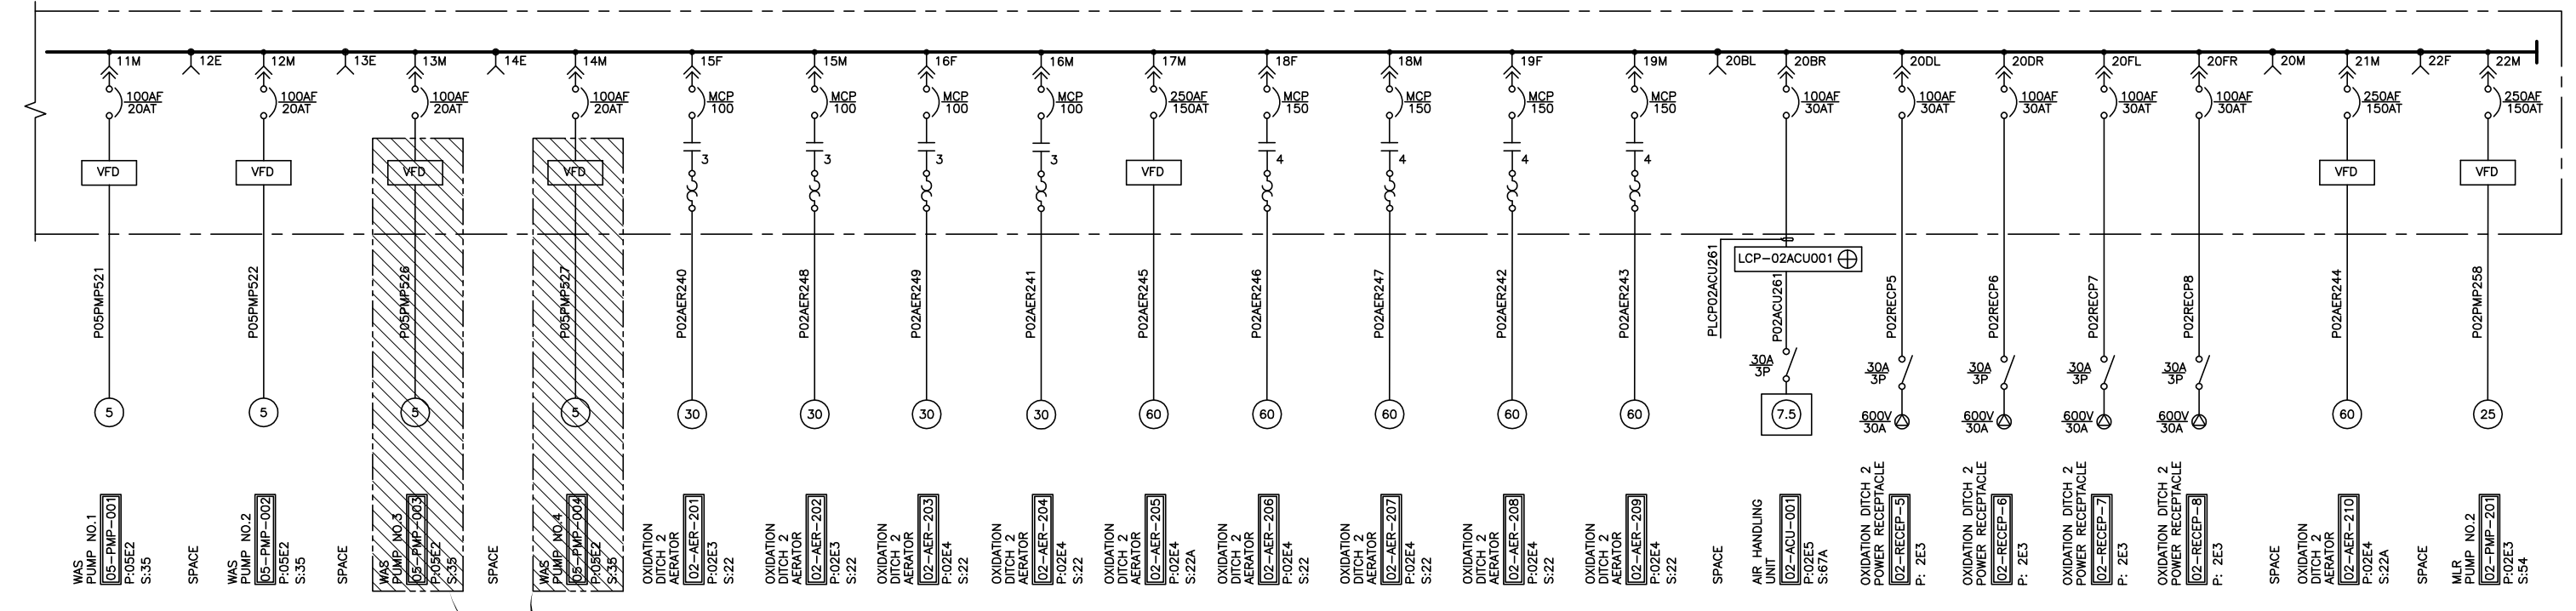 11M
12E
12M
13E
13M
14E
14M
15F
15M
16F
16M
17M
18F
18M
19F
19M
20BL
20BR
20DL
20DR
20FL
20FR
20M
21M
22F
22M
100AF
20AT
100AF
20AT
100AF
20AT
100AF
20AT
MCP
100
MCP
100
MCP
100
MCP
100
250AF
150AT
MCP
150
MCP
150
MCP
150
MCP
150
100AF
30AT
100AF
30AT
100AF
30AT
100AF
30AT
100AF
30AT
250AF
150AT
250AF
150AT
3
3
3
3
4
4
4
4
VFD
VFD
VFD
VFD
VFD
VFD
VFD
LCP-02ACU001
P05PMP521
P05PMP522
P05PMP526
P05PMP527
P02AER240
P02AER248
P02AER249
P02AER241
P02AER245
P02AER246
P02AER247
P02AER242
P02AER243
PLCP02ACU261
P02ACU261
P02RECP5
P02RECP6
P02RECP7
P02RECP8
P02AER244
P02PMP258
30A
3P
30A
3P
30A
3P
30A
3P
30A
3P
5
5
5
5
30
30
30
30
60
60
60
60
60
7.5
600V
30A
600V
30A
600V
30A
600V
30A
60
25
WAS
PUMP NO.1
05-PMP-001
P:05E2
S:35
SPACE
WAS
PUMP NO.2
05-PMP-002
P:05E2
S:35
SPACE
WAS
PUMP NO.3
05-PMP-003
P:05E2
S:35
SPACE
WAS
PUMP NO.4
05-PMP-004
P:05E2
S:35
OXIDATION
DITCH 2
AERATOR
02-AER-201
P:02E3
S:22
OXIDATION
DITCH 2
AERATOR
02-AER-202
P:02E3
S:22
OXIDATION
DITCH 2
AERATOR
02-AER-203
P:02E4
S:22
OXIDATION
DITCH 2
AERATOR
02-AER-204
P:02E4
S:22
OXIDATION
DITCH 2
AERATOR
02-AER-205
P:02E4
S:22A
OXIDATION
DITCH 2
AERATOR
02-AER-206
P:02E4
S:22
OXIDATION
DITCH 2
AERATOR
02-AER-207
P:02E4
S:22
OXIDATION
DITCH 2
AERATOR
02-AER-208
P:02E4
S:22
OXIDATION
DITCH 2
AERATOR
02-AER-209
P:02E4
S:22
SPACE
AIR HANDLING
UNIT
02-ACU-001
P:02E5
S:67A
OXIDATION DITCH 2
POWER RECEPTACLE
02-RECEP-5
P: 2E3
OXIDATION DITCH 2
POWER RECEPTACLE
02-RECEP-6
P: 2E3
OXIDATION DITCH 2
POWER RECEPTACLE
02-RECEP-7
P: 2E3
OXIDATION DITCH 2
POWER RECEPTACLE
02-RECEP-8
P: 2E3
SPACE
OXIDATION
DITCH 2
AERATOR
02-AER-210
P:02E4
S:22A
SPACE
MLR
PUMP NO.2
02-PMP-201
P:02E3
S:54